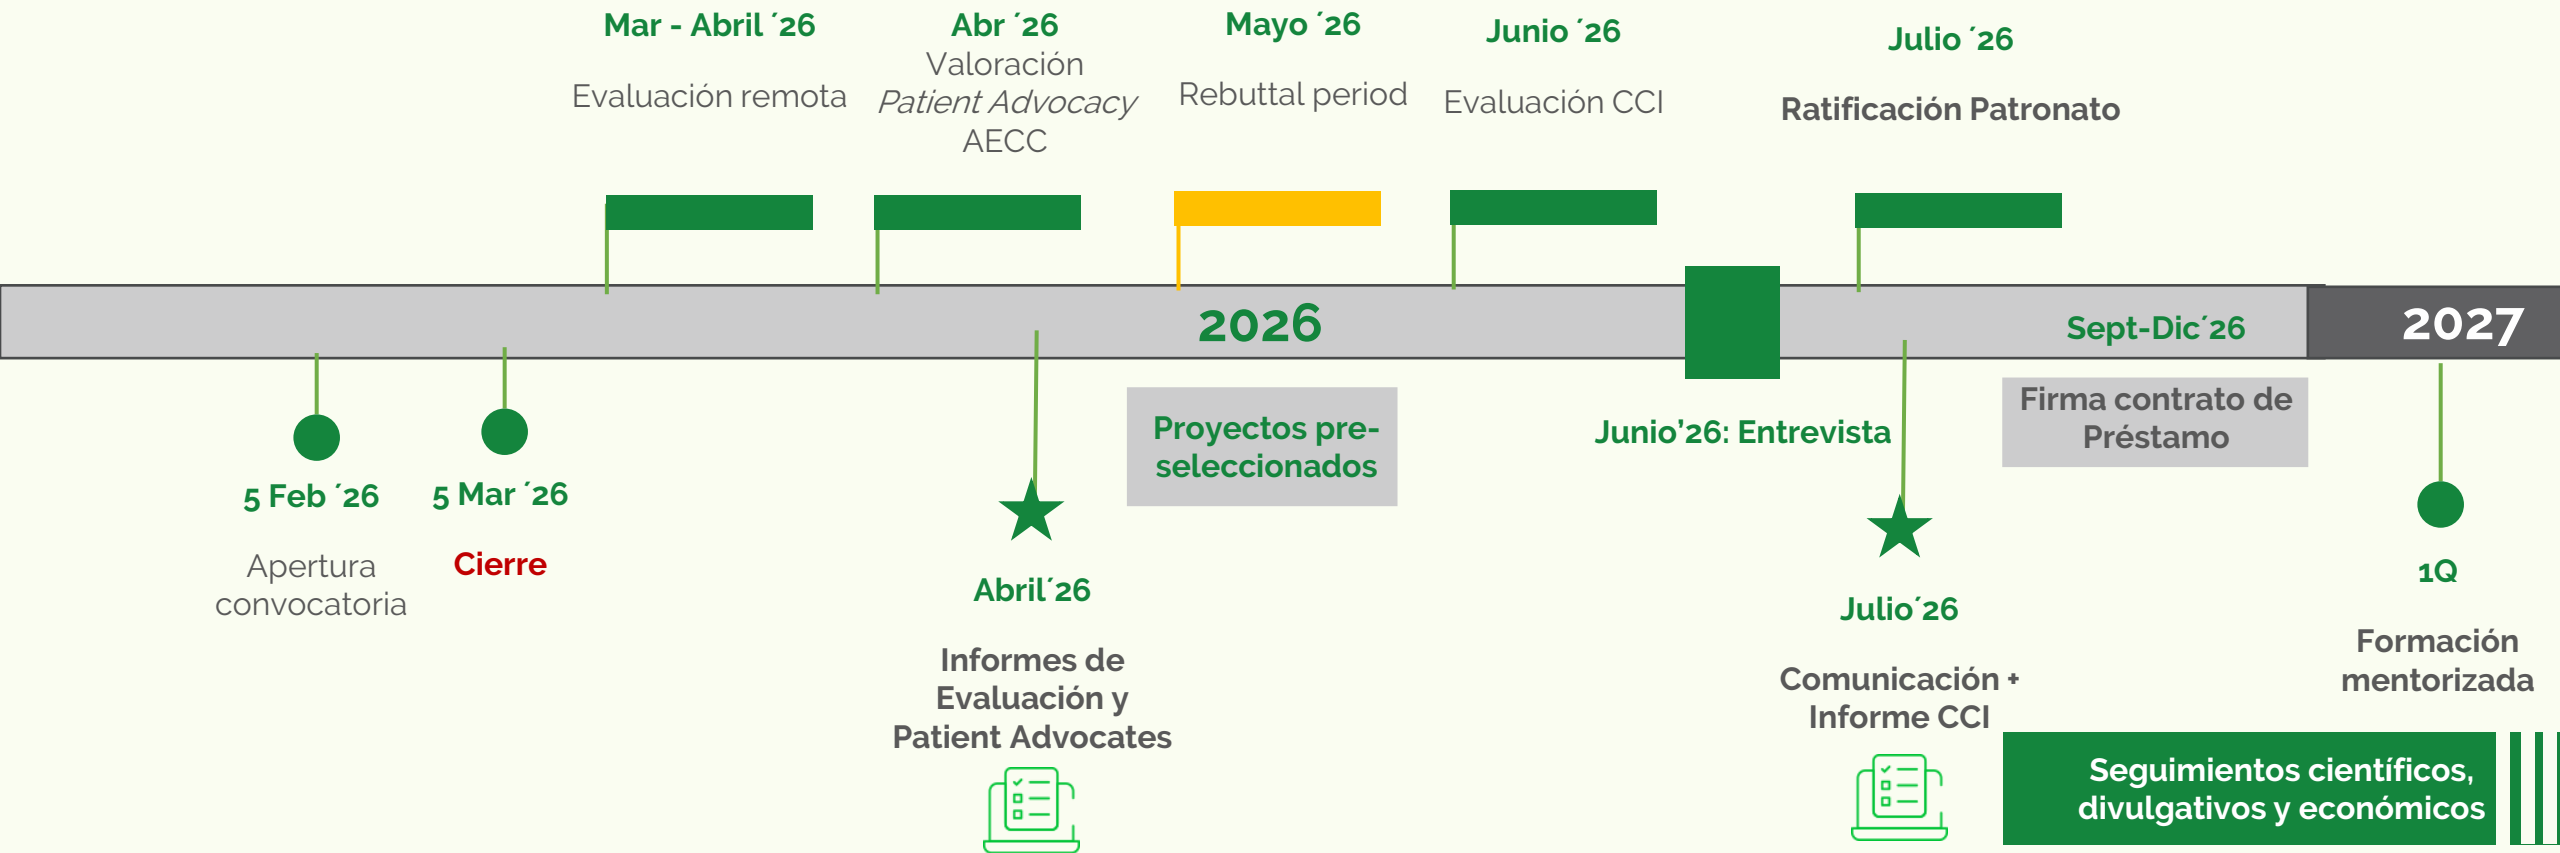 Mar - Abril ´26
Evaluación remota
Abr ´26
Valoración
Patient Advocacy
AECC
Mayo ´26
Rebuttal period
Junio ´26
Evaluación CCI
Julio ´26
Ratificación Patronato
2026
Sept-Dic´26
2027
5 Feb ´26
Apertura
convocatoria
5 Mar ´26
Cierre
Abril´26
Informes de
Evaluación y
Patient Advocates
Proyectos pre-
seleccionados
Junio’26: Entrevista
Julio´26
Comunicación +
Informe CCI
Firma contrato de
Préstamo
1Q
Formación
mentorizada
Seguimientos científicos,
divulgativos y económicos